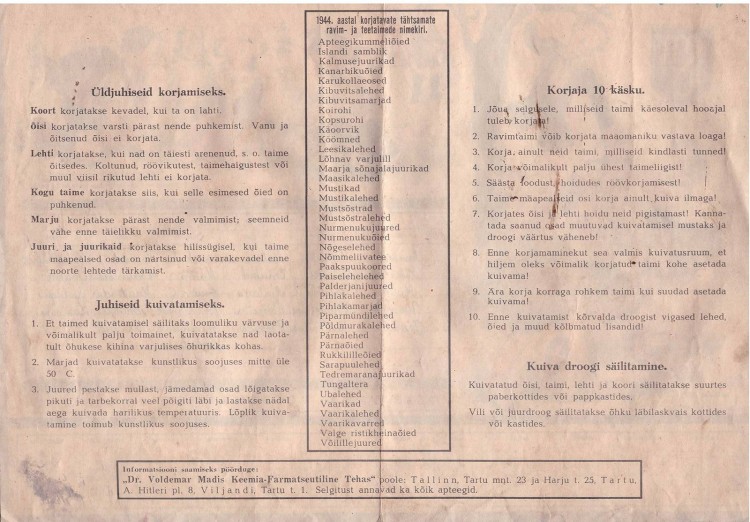 Üldjuhiseid korjamiseks.
Koort korjatakse kevadel, kui ta on lahti.
Õisi korjatakse varsti pärast nende puhkemist. Vanu ja
õitsenud õisi ei korjata.
Lehti korjatakse, kui nad on täiesti arenenud, s. o. taime
õitsedes. Koltunud, röövikutest, taimehaigustest või
muul viisil rikutud lehti ei korjata.
Kogu taime korjatakse siis, kui selle esimesed õied on
puhkenud.
Marju korjatakse pärast nende valmimist; seemneid
vähe enne täielikku valmimist.
Juuri ja juurikaid korjatakse hilissügisel, kui taime
maapealsed osad on närtsinud või varakevadel enne
noorte lehtede tärkamist.
Juhiseid kuivatamiseks.
1. Et taimed kuivatamisel säilitaks loomuliku värvuse ja
võimalikult palju toimainet, kuivatatakse nad laota-
tult õhukese kihina varjulises õhurikkas kohas.
2. Marjad kuivatatakse kunstlikus soojuses mitte üle
50 C.
3. Juured pestakse mullast, jämedamad osad lõigatakse
pikuti ja tarbekorral veel põigiti läbi ja lastakse nädal
aega kuivada harilikus temperatuuris. Lõplik kuiva-
tamine toimub kunstlikus soojuses.
1944. aastal korjatavate tähtsamate
ravim- ja teetaimede nimekiri.
Apteegikummeliõied
Islandi samblik
Kalmusejuurikad
Kanarbikuõied
Karukollaosed
Kibuvitsalehed
Kibuvitsamarjad
Koirohi
Kopsurohi
Käoorvik
Köömned
Leesikalehed
Lõhnav varjulill
Maarja sõnajalajuurikad
Maasikalehed
Mustikad
Mustikalehed
Mustsõstrad
Mustsõstralehed
Nurmenukujuured
Nurmenukuõied
Nõgeselehed
Nõmmeliivatee
Paakspuukoored
Paiselehelehed
Palderjanijuured
Pihlakalehed
Pihlakamarjad
Piparmündilehed
Põldmurakalehed
Pärnalehed
Pärnaõied
Rukkililleõied
Sarapuulehed
Tedremaranajuurikad
Tungaltera
Ubalehed
Vaarikad
Vaarikalehed
Vaarikavarred
Valge ristikheinaõied
Võilillejuured
Korjaja 10 käsku.
1. Jõua selgusele, milliseid taimi käesoleval hooajal
tuleb korjata!
2. Ravimtaimi võib korjata maaomaniku vastava loaga!
3. Korja ainult neid taimi, milliseid kindlasti tunned!
4. Korja võimalikult palju ühest taimeliigist!
5. Säästa loodust, hoidudes röövkorjamisest!
6. Taime maapealseid osi korja ainult kuiva ilmaga!
7. Korjates õisi ja lehti hoidu neid pigistamast! Kanna-
tada saanud osad muutuvad kuivatamisel mustaks ja
droogi väärtus väheneb!
8. Enne korjamaminekut sea valmis kuivatusruum, et
hiljem oleks võimalik korjatud taimi kohe asetada
kuivama!
9. Ära korja korraga rohkem taimi kui suudad asetada
kuivama!
10. Enne kuivatamist kõrvalda droogist vigased lehed,
õied ja muud kõlbmatud lisandid!
Kuiva droogi säilitamine.
Kuivatatud õisi, taimi, lehti ja koori säilitatakse suurtes
paberkottides või pappkastides.
Vili või juurdroog säilitatakse õhku läbilaskvais kottides
või kastides.
Informatsiooni saamiseks pöörduge:
„Dr. Voldemar Madis Keemia-Farmatseutiline Tehas" poole: Tallinn, Tartu mnt. 23 ja Harju t. 25, Tartu,
A. Hitleri pl. 8, Viljandi, Tartu t. 1. Selgitust annavad ka kõik apteegid.